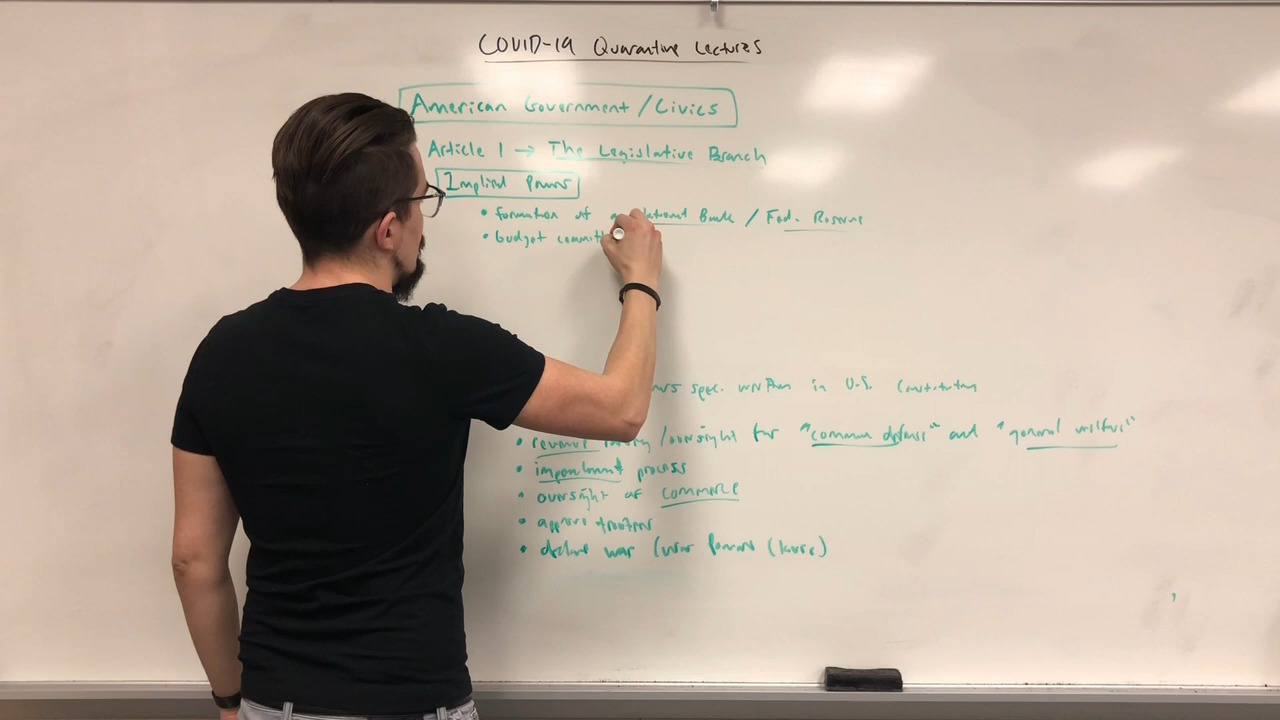 COVID-19 Quarantine Lectures
American Government / Civics
Article 1 → The Legislative Branch
Implied Powers
• formation of a National Bank / Fed. Reserve
• budget committ
spec. written in U.S. Constitution
• revenue /oversight for "common defense" and "general welfare"
• impeachment process
• oversight of commerce
• approve treaties
• declare war (War Powers Clause)